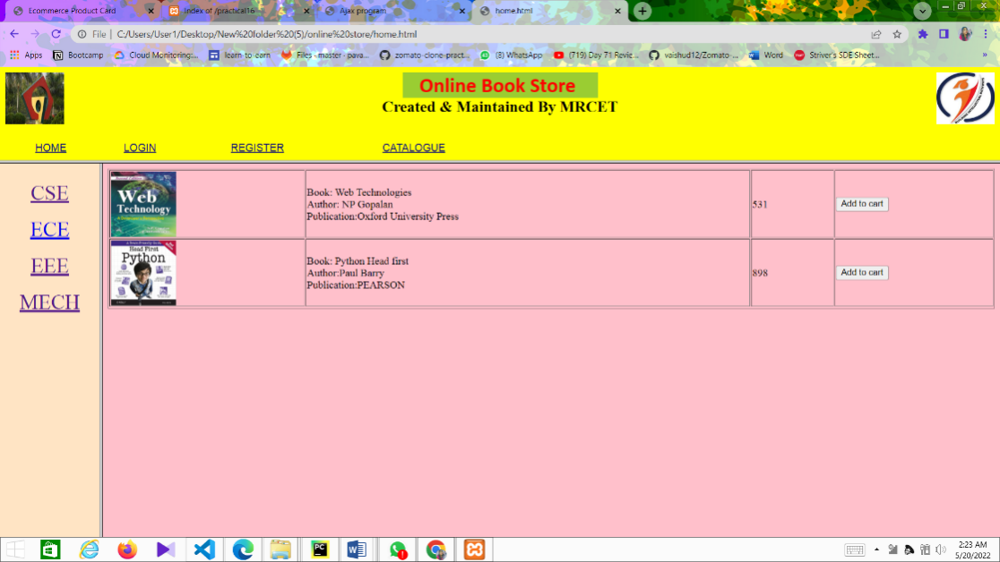 Ecommerce Product Card
Index of /practical16
Ajax program
home.html
File | C:/Users/User1/Desktop/New%20folder%20(5)/online%20store/home.html
Apps
Bootcamp
Cloud Monitoring:...
learn to earn
Files · master · pava...
zomato-clone-pract...
(8) WhatsApp
(719) Day 71 Revie...
vaishud12/Zomato-...
Word
Striver's SDE Sheet...
»
Online Book Store
Created & Maintained By MRCET
HOME
LOGIN
REGISTER
CATALOGUE
CSE
ECE
EEE
MECH
Web
Technology
Book: Web Technologies
Author: NP Gopalan
Publication:Oxford University Press
531
Add to cart
Head First
Python
Book: Python Head first
Author:Paul Barry
Publication:PEARSON
898
Add to cart
PC
2:23 AM
5/20/2022